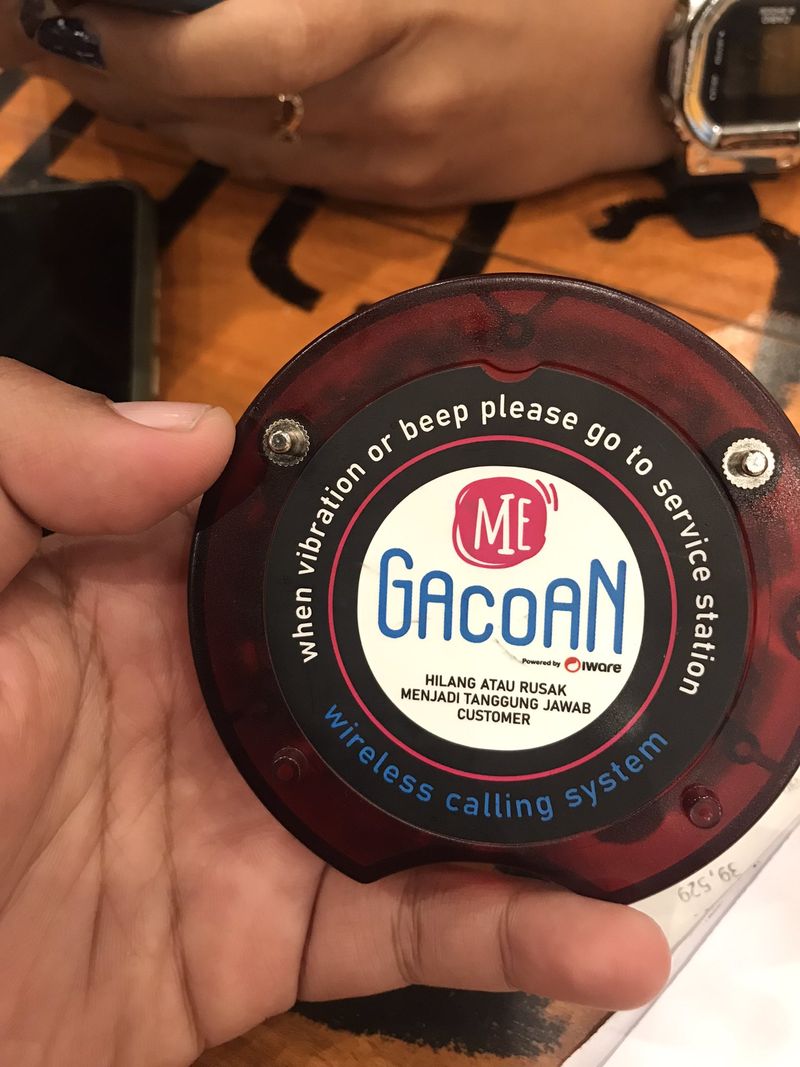 when vibration or beep please go to service station
ME
GACOAN
Powered by IWARE
HILANG ATAU RUSAK
MENJADI TANGGUNG JAWAB
CUSTOMER
wireless calling system
39,529